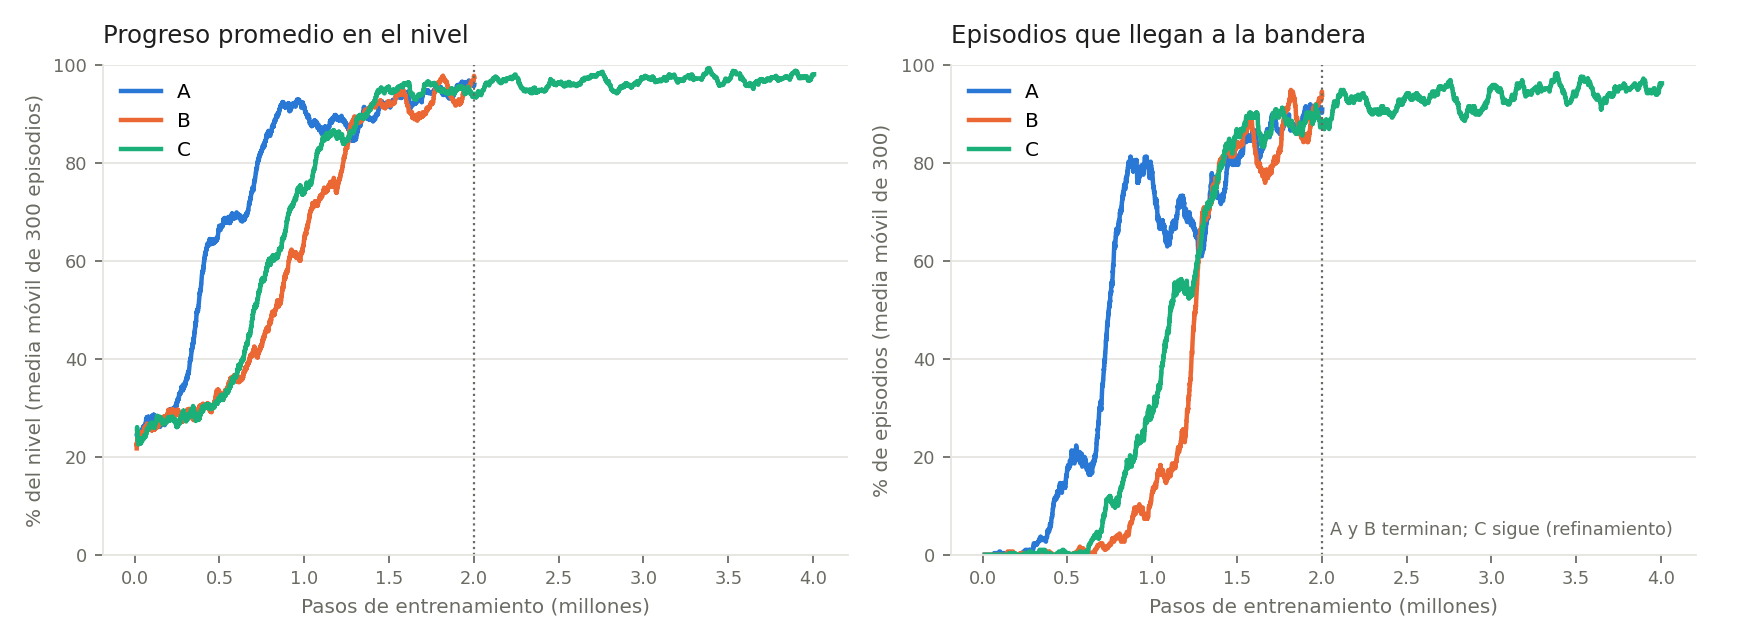 Progreso promedio en el nivel
% del nivel (media móvil de 300 episodios)
100
80
60
40
20
0
A
B
C
0.0 0.5 1.0 1.5 2.0 2.5 3.0 3.5 4.0
Pasos de entrenamiento (millones)
Episodios que llegan a la bandera
% de episodios (media móvil de 300)
100
80
60
40
20
0
A
B
C
A y B terminan; C sigue (refinamiento)
0.0 0.5 1.0 1.5 2.0 2.5 3.0 3.5 4.0
Pasos de entrenamiento (millones)